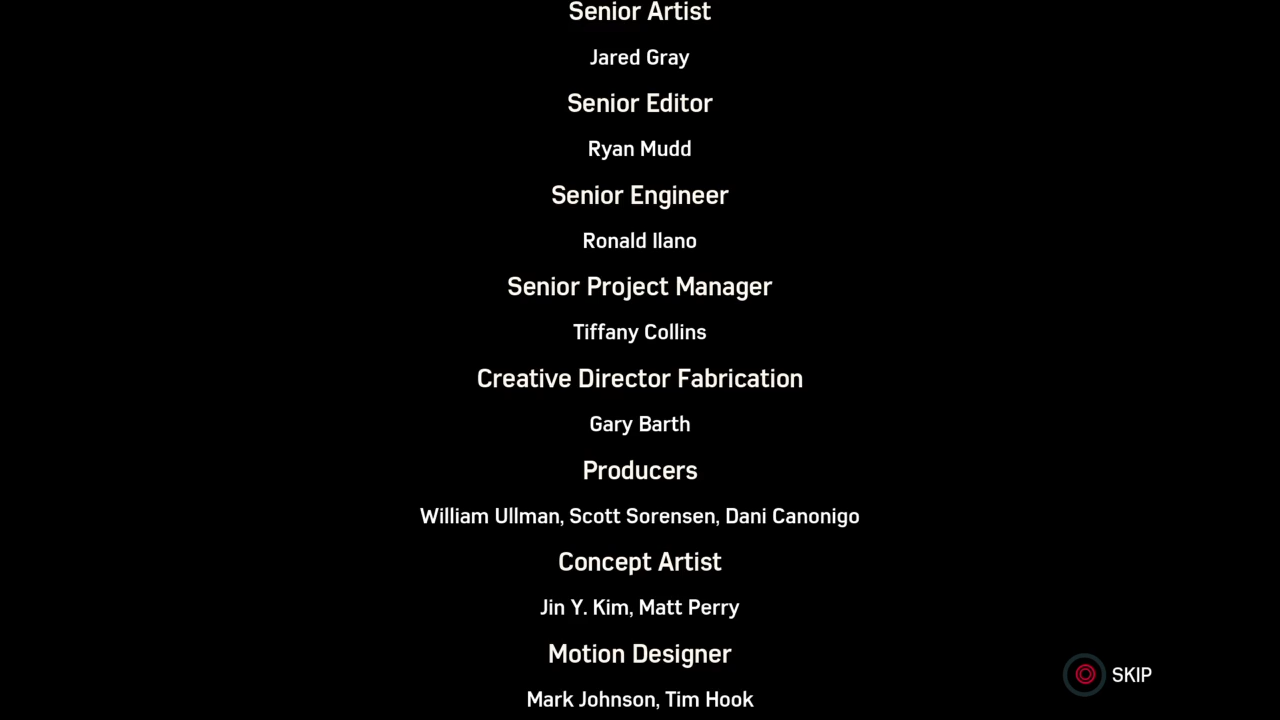 Senior Artist
Jared Gray
Senior Editor
Ryan Mudd
Senior Engineer
Ronald Ilano
Senior Project Manager
Tiffany Collins
Creative Director Fabrication
Gary Barth
Producers
William Ullman, Scott Sorensen, Dani Canonigo
Concept Artist
Jin Y. Kim, Matt Perry
Motion Designer
SKIP
Mark Johnson, Tim Hook